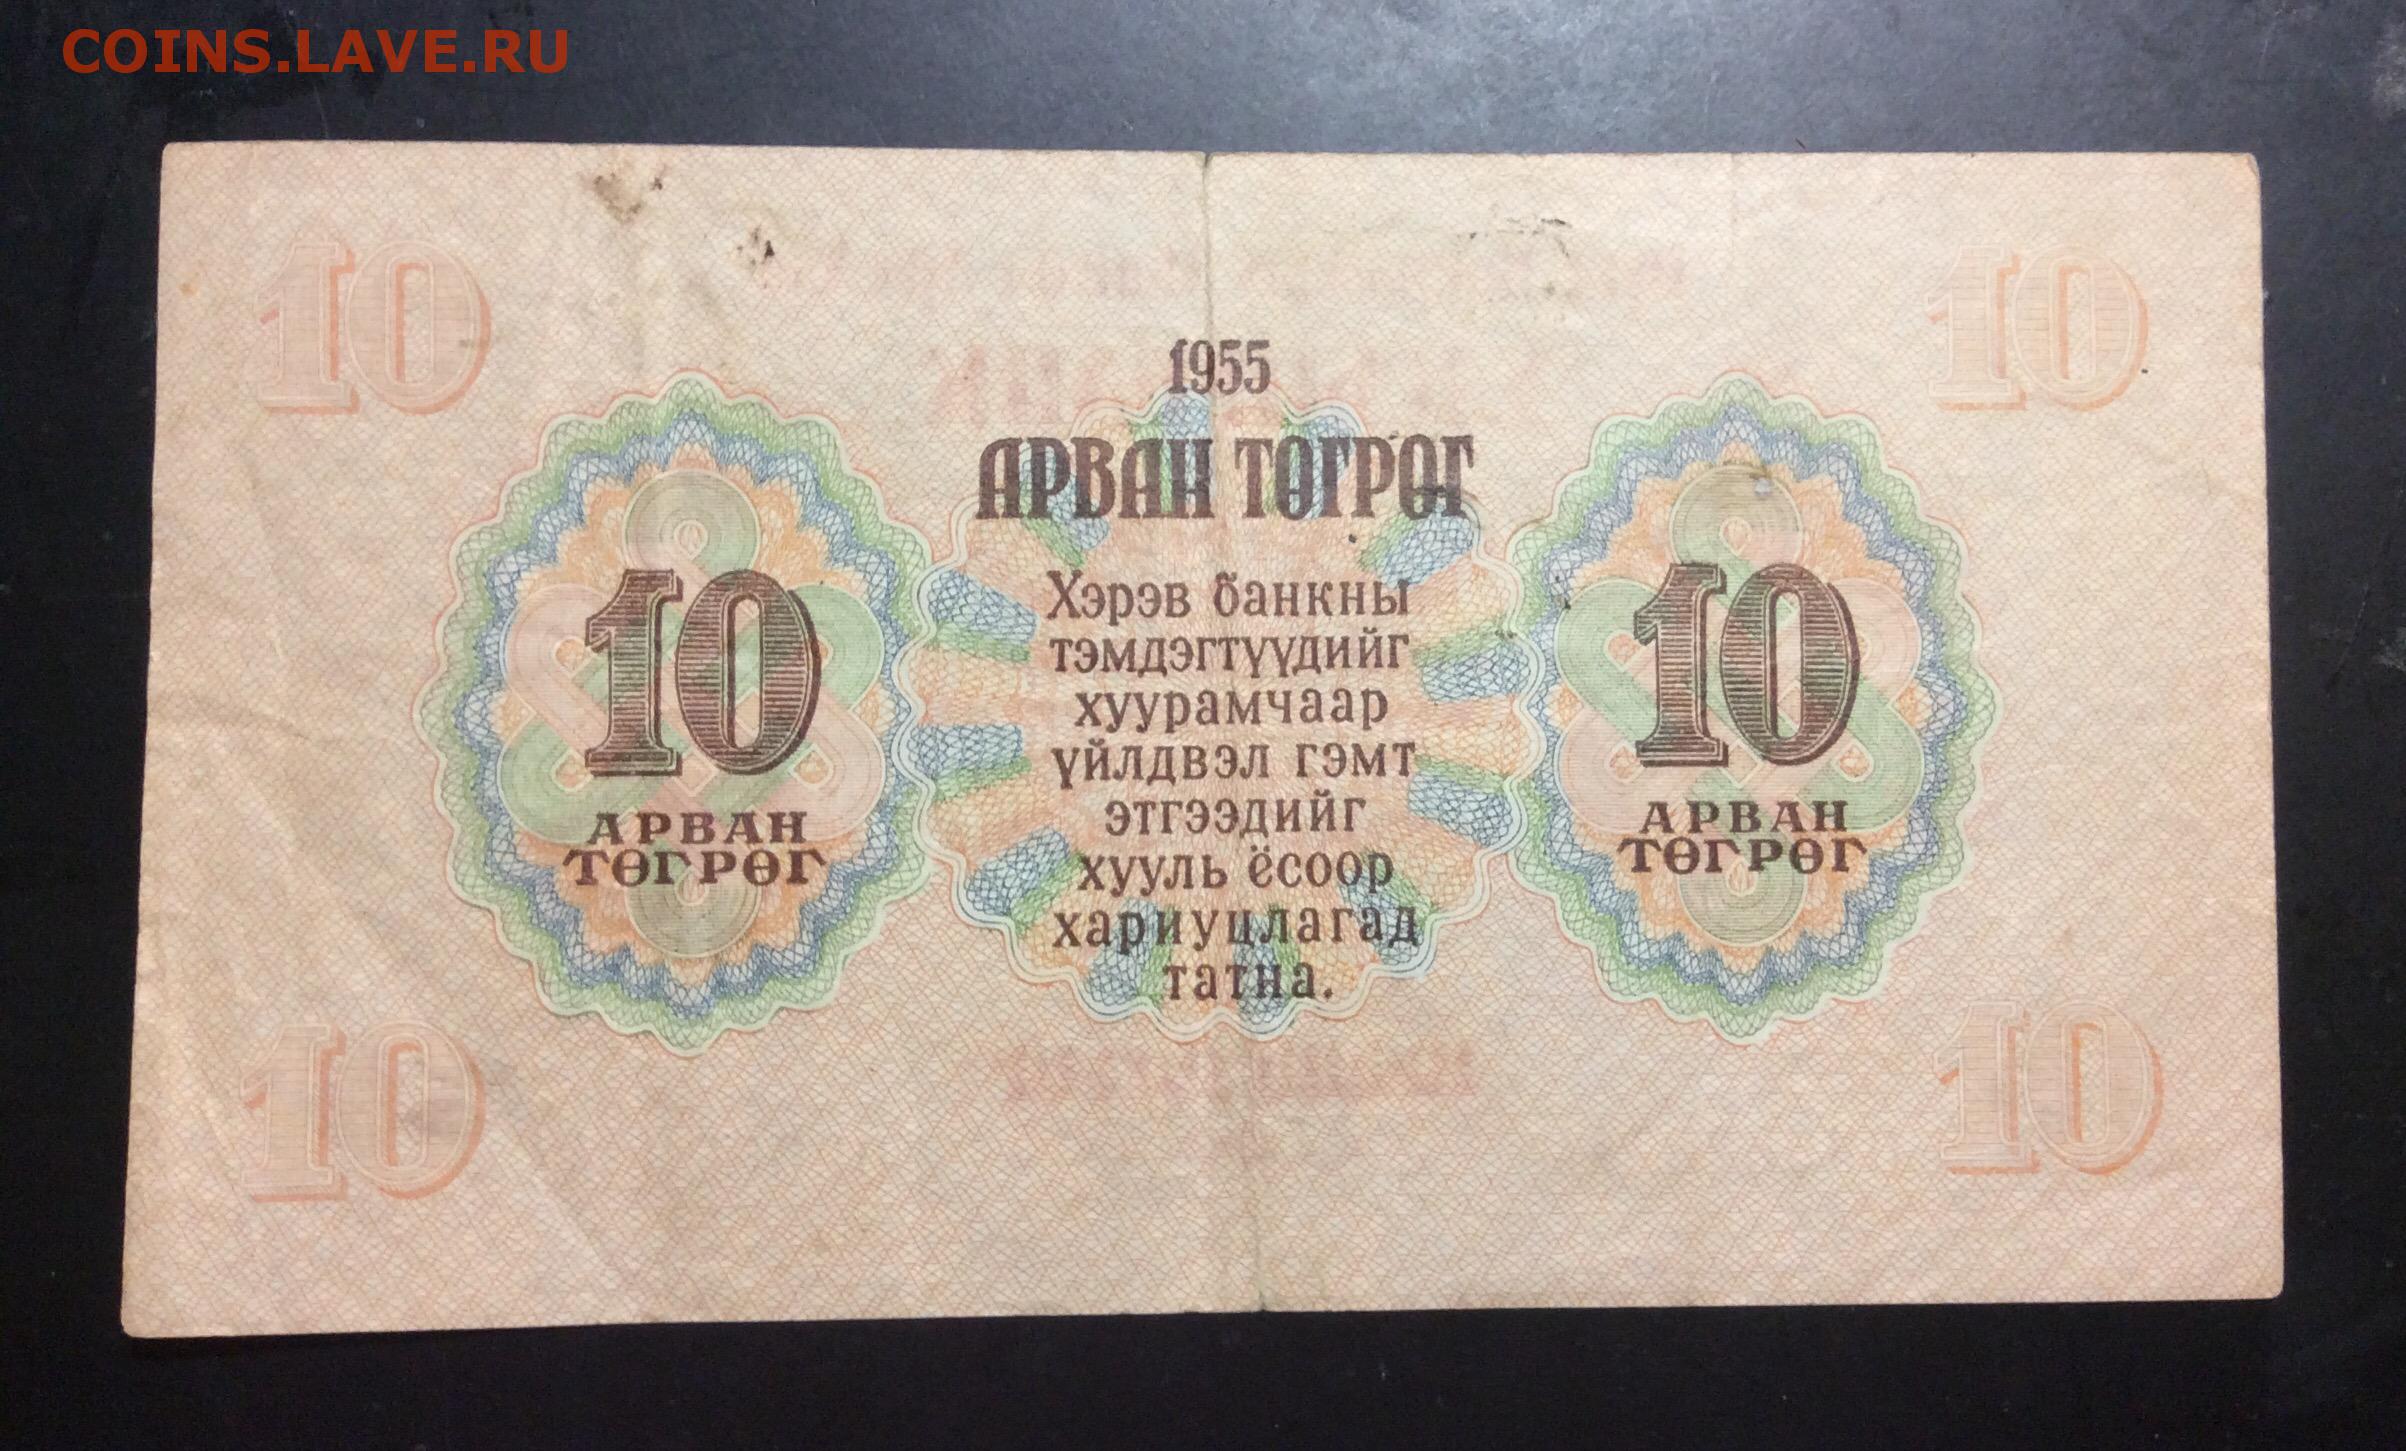 COINS.LAVE.RU
10 10
1955
АРВАН ТӨГРӨГ
Хэрэв банкны
тэмдэгтүүдийг
хуурамчаар
үйлдвэл гэмт
этгээдийг
хууль ёсоор
хариуцлагад
татна.
10
АРВАН
ТӨГРӨГ
10
АРВАН
ТӨГРӨГ
10 10